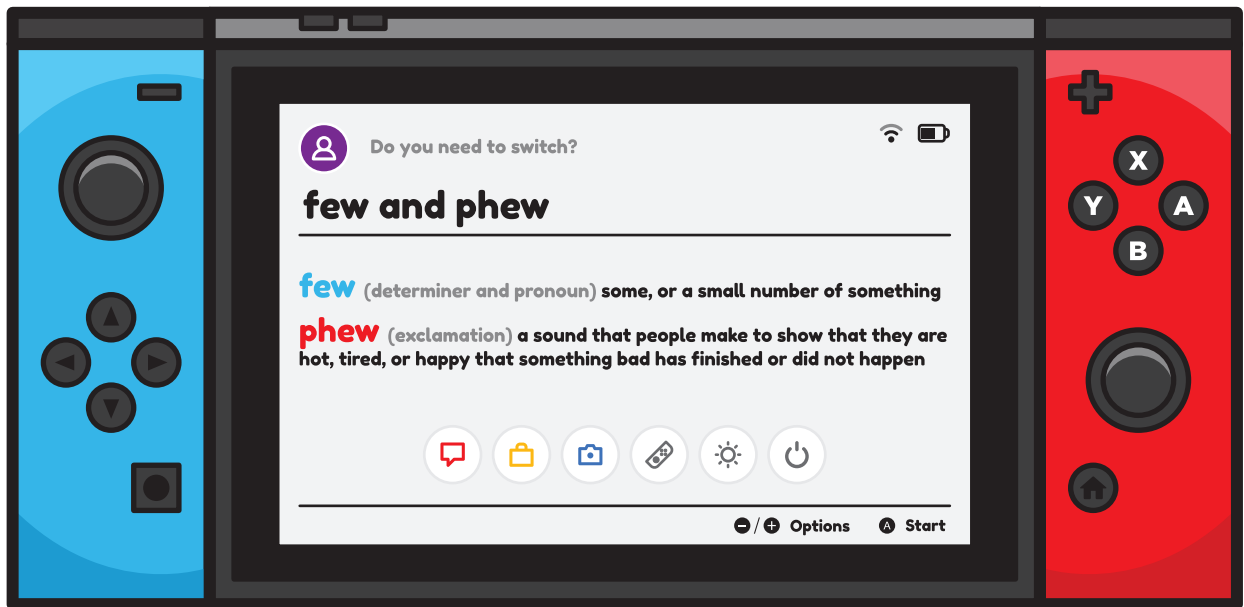 Do you need to switch?
few and phew
few (determiner and pronoun) some, or a small number of something
phew (exclamation) a sound that people make to show that they are
hot, tired, or happy that something bad has finished or did not happen
/ Options A Start
X
Y A
B